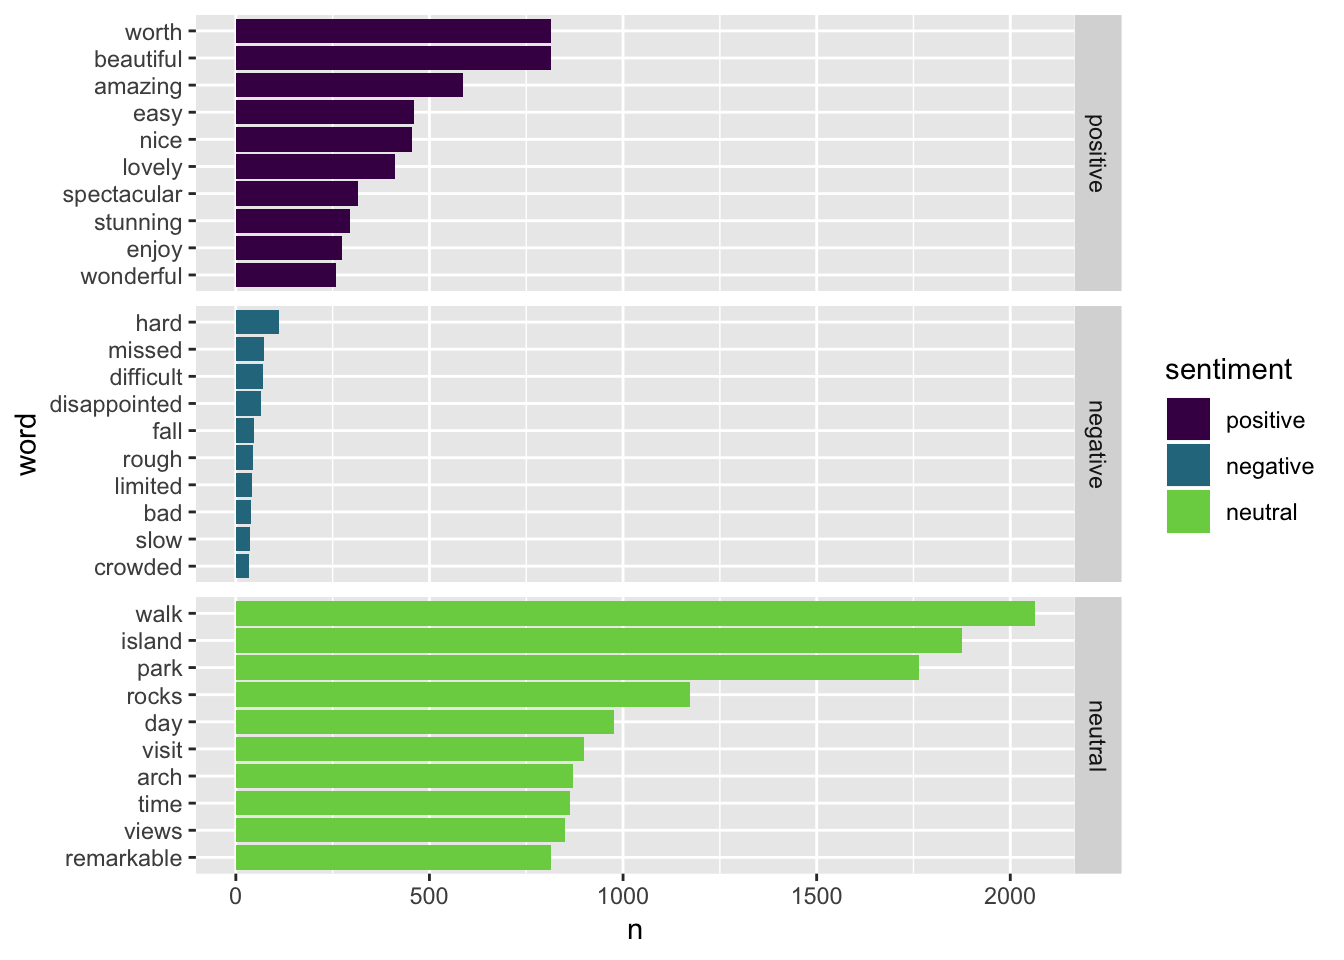 worth
beautiful
amazing
easy
nice
lovely
spectacular
stunning
enjoy
wonderful
positive
hard
missed
difficult
disappointed
fall
rough
limited
bad
slow
crowded
negative
walk
island
park
rocks
day
visit
arch
time
views
remarkable
neutral
0 500 1000 1500 2000
n
word
sentiment
positive
negative
neutral